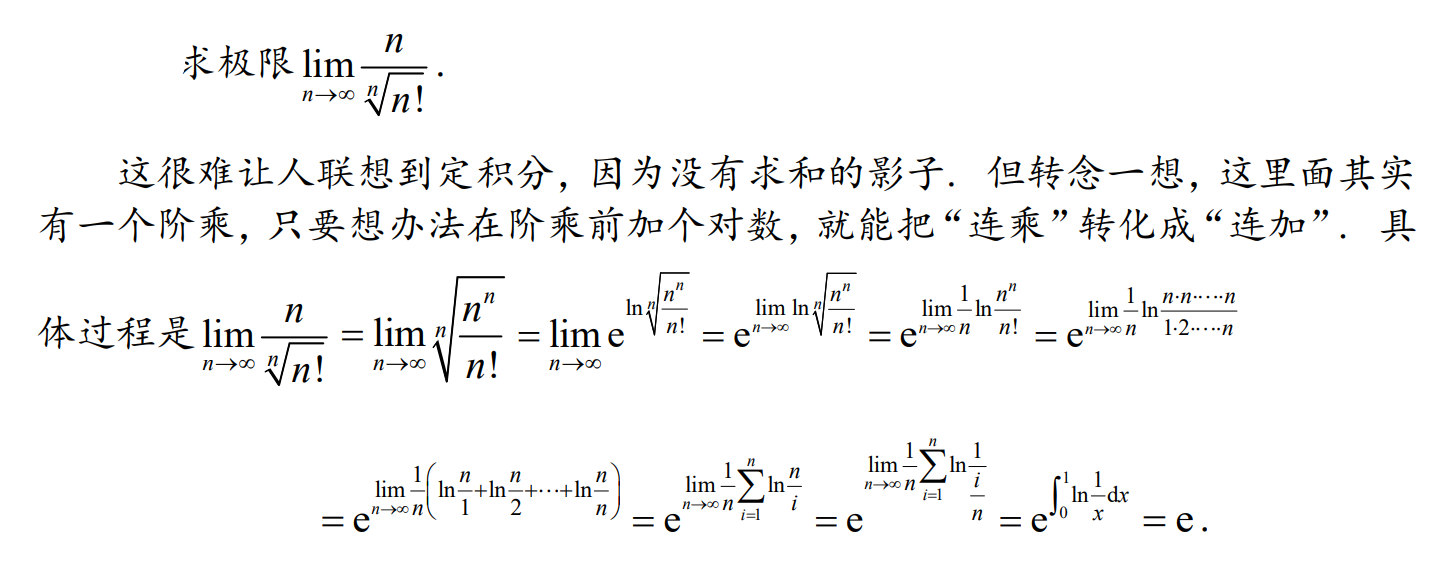 求极限 $\lim\limits_{n\to\infty}\frac{n}{\sqrt[n]{n!}}$.
这很难让人联想到定积分，因为没有求和的影子. 但转念一想，这里面其实
有一个阶乘，只要想办法在阶乘前加个对数，就能把“连乘”转化成“连加”. 具
体过程是 $\lim\limits_{n\to\infty}\frac{n}{\sqrt[n]{n!}}=\lim\limits_{n\to\infty}\sqrt[n]{\frac{n^n}{n!}}=\lim\limits_{n\to\infty}\mathrm{e}^{\ln\sqrt[n]{\frac{n^n}{n!}}}=\mathrm{e}^{\lim\limits_{n\to\infty}\ln\sqrt[n]{\frac{n^n}{n!}}}=\mathrm{e}^{\lim\limits_{n\to\infty}\frac{1}{n}\ln\frac{n^n}{n!}}=\mathrm{e}^{\lim\limits_{n\to\infty}\frac{1}{n}\ln\frac{n\cdot n\cdot\cdots\cdot n}{1\cdot 2\cdot\cdots\cdot n}}$
$=\mathrm{e}^{\lim\limits_{n\to\infty}\frac{1}{n}\left(\ln\frac{n}{1}+\ln\frac{n}{2}+\cdots+\ln\frac{n}{n}\right)}=\mathrm{e}^{\lim\limits_{n\to\infty}\frac{1}{n}\sum\limits_{i=1}^{n}\ln\frac{n}{i}}=\mathrm{e}^{\lim\limits_{n\to\infty}\frac{1}{n}\sum\limits_{i=1}^{n}\ln\frac{1}{\frac{i}{n}}}=\mathrm{e}^{\int_0^1\ln\frac{1}{x}\mathrm{d}x}=\mathrm{e}.$